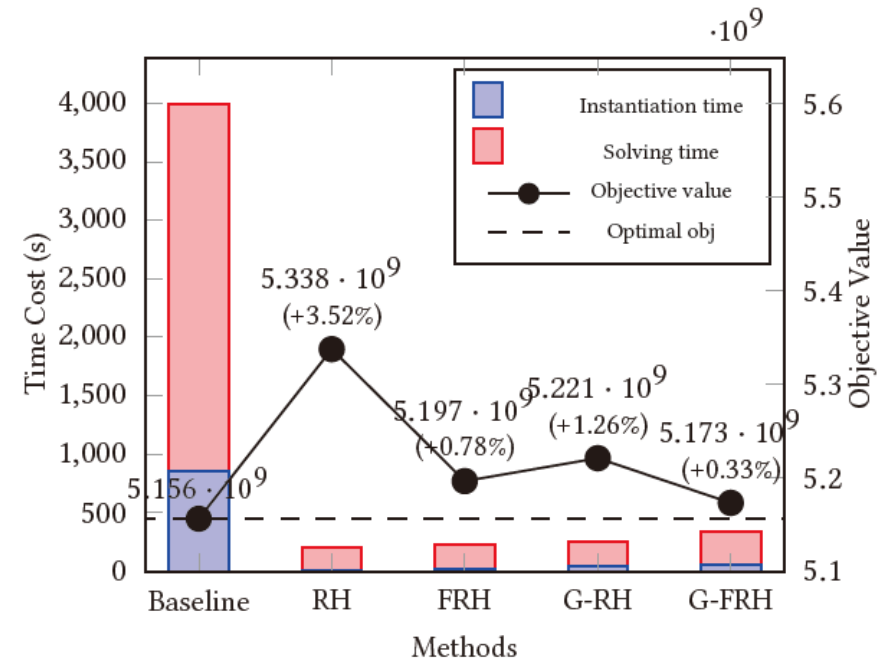 ·10⁹
Time Cost (s)
4,000
3,500
3,000
2,500
2,000
1,500
1,000
500
0
Instantiation time
Solving time
Objective value
Optimal obj
5.156 · 10⁹
5.338 · 10⁹
(+3.52%)
5.197 · 10⁹
(+0.78%)
5.221 · 10⁹
(+1.26%)
5.173 · 10⁹
(+0.33%)
5.6
5.5
5.4
5.3
5.2
5.1
Objective Value
Baseline RH FRH G-RH G-FRH
Methods